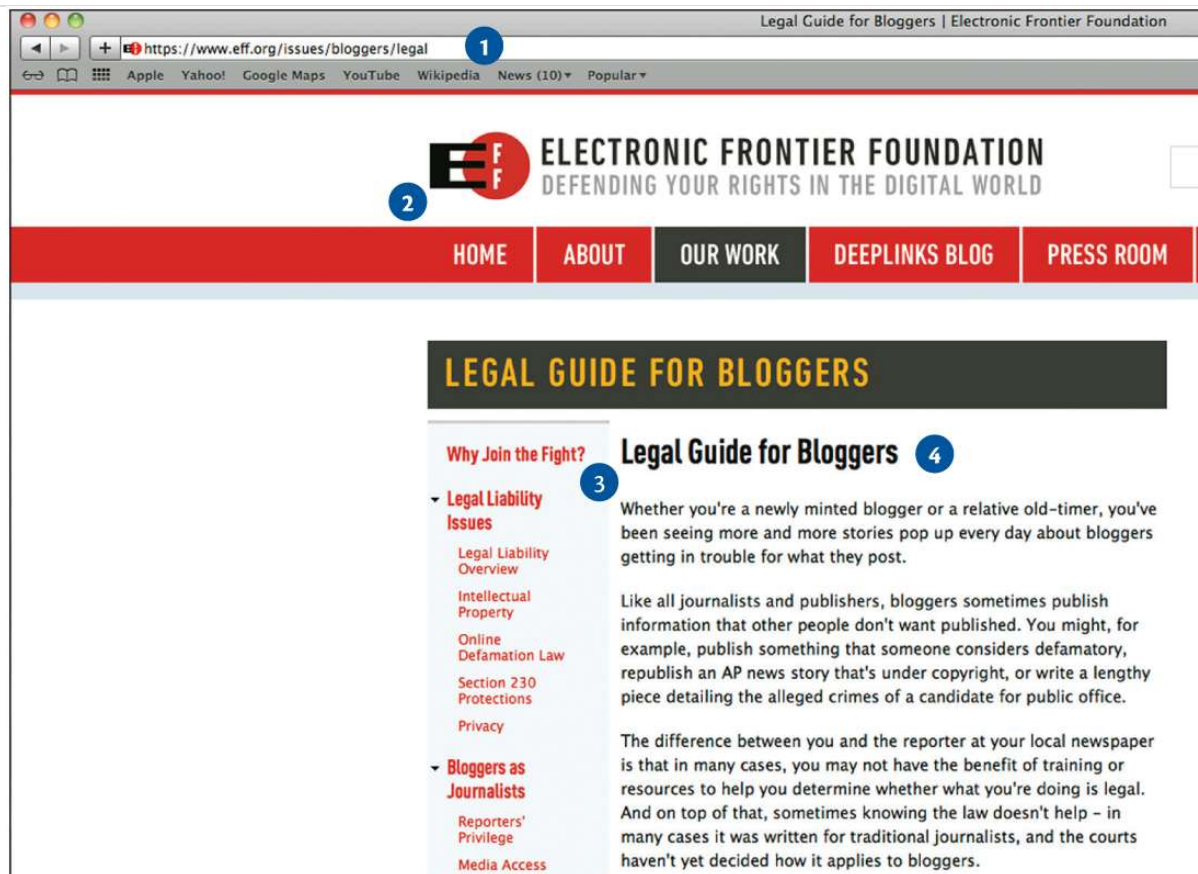 Legal Guide for Bloggers | Electronic Frontier Foundation
https://www.eff.org/issues/bloggers/legal
1
Apple Yahoo! Google Maps YouTube Wikipedia News (10) Popular
EFF
ELECTRONIC FRONTIER FOUNDATION
DEFENDING YOUR RIGHTS IN THE DIGITAL WORLD
2
HOME ABOUT OUR WORK DEEPLINKS BLOG PRESS ROOM
LEGAL GUIDE FOR BLOGGERS
Why Join the Fight?
3
Legal Liability
Issues
Legal Liability
Overview
Intellectual
Property
Online
Defamation Law
Section 230
Protections
Privacy
Bloggers as
Journalists
Reporters'
Privilege
Media Access
Legal Guide for Bloggers 4
Whether you're a newly minted blogger or a relative old-timer, you've
been seeing more and more stories pop up every day about bloggers
getting in trouble for what they post.
Like all journalists and publishers, bloggers sometimes publish
information that other people don't want published. You might, for
example, publish something that someone considers defamatory,
republish an AP news story that's under copyright, or write a lengthy
piece detailing the alleged crimes of a candidate for public office.
The difference between you and the reporter at your local newspaper
is that in many cases, you may not have the benefit of training or
resources to help you determine whether what you're doing is legal.
And on top of that, sometimes knowing the law doesn't help – in
many cases it was written for traditional journalists, and the courts
haven't yet decided how it applies to bloggers.